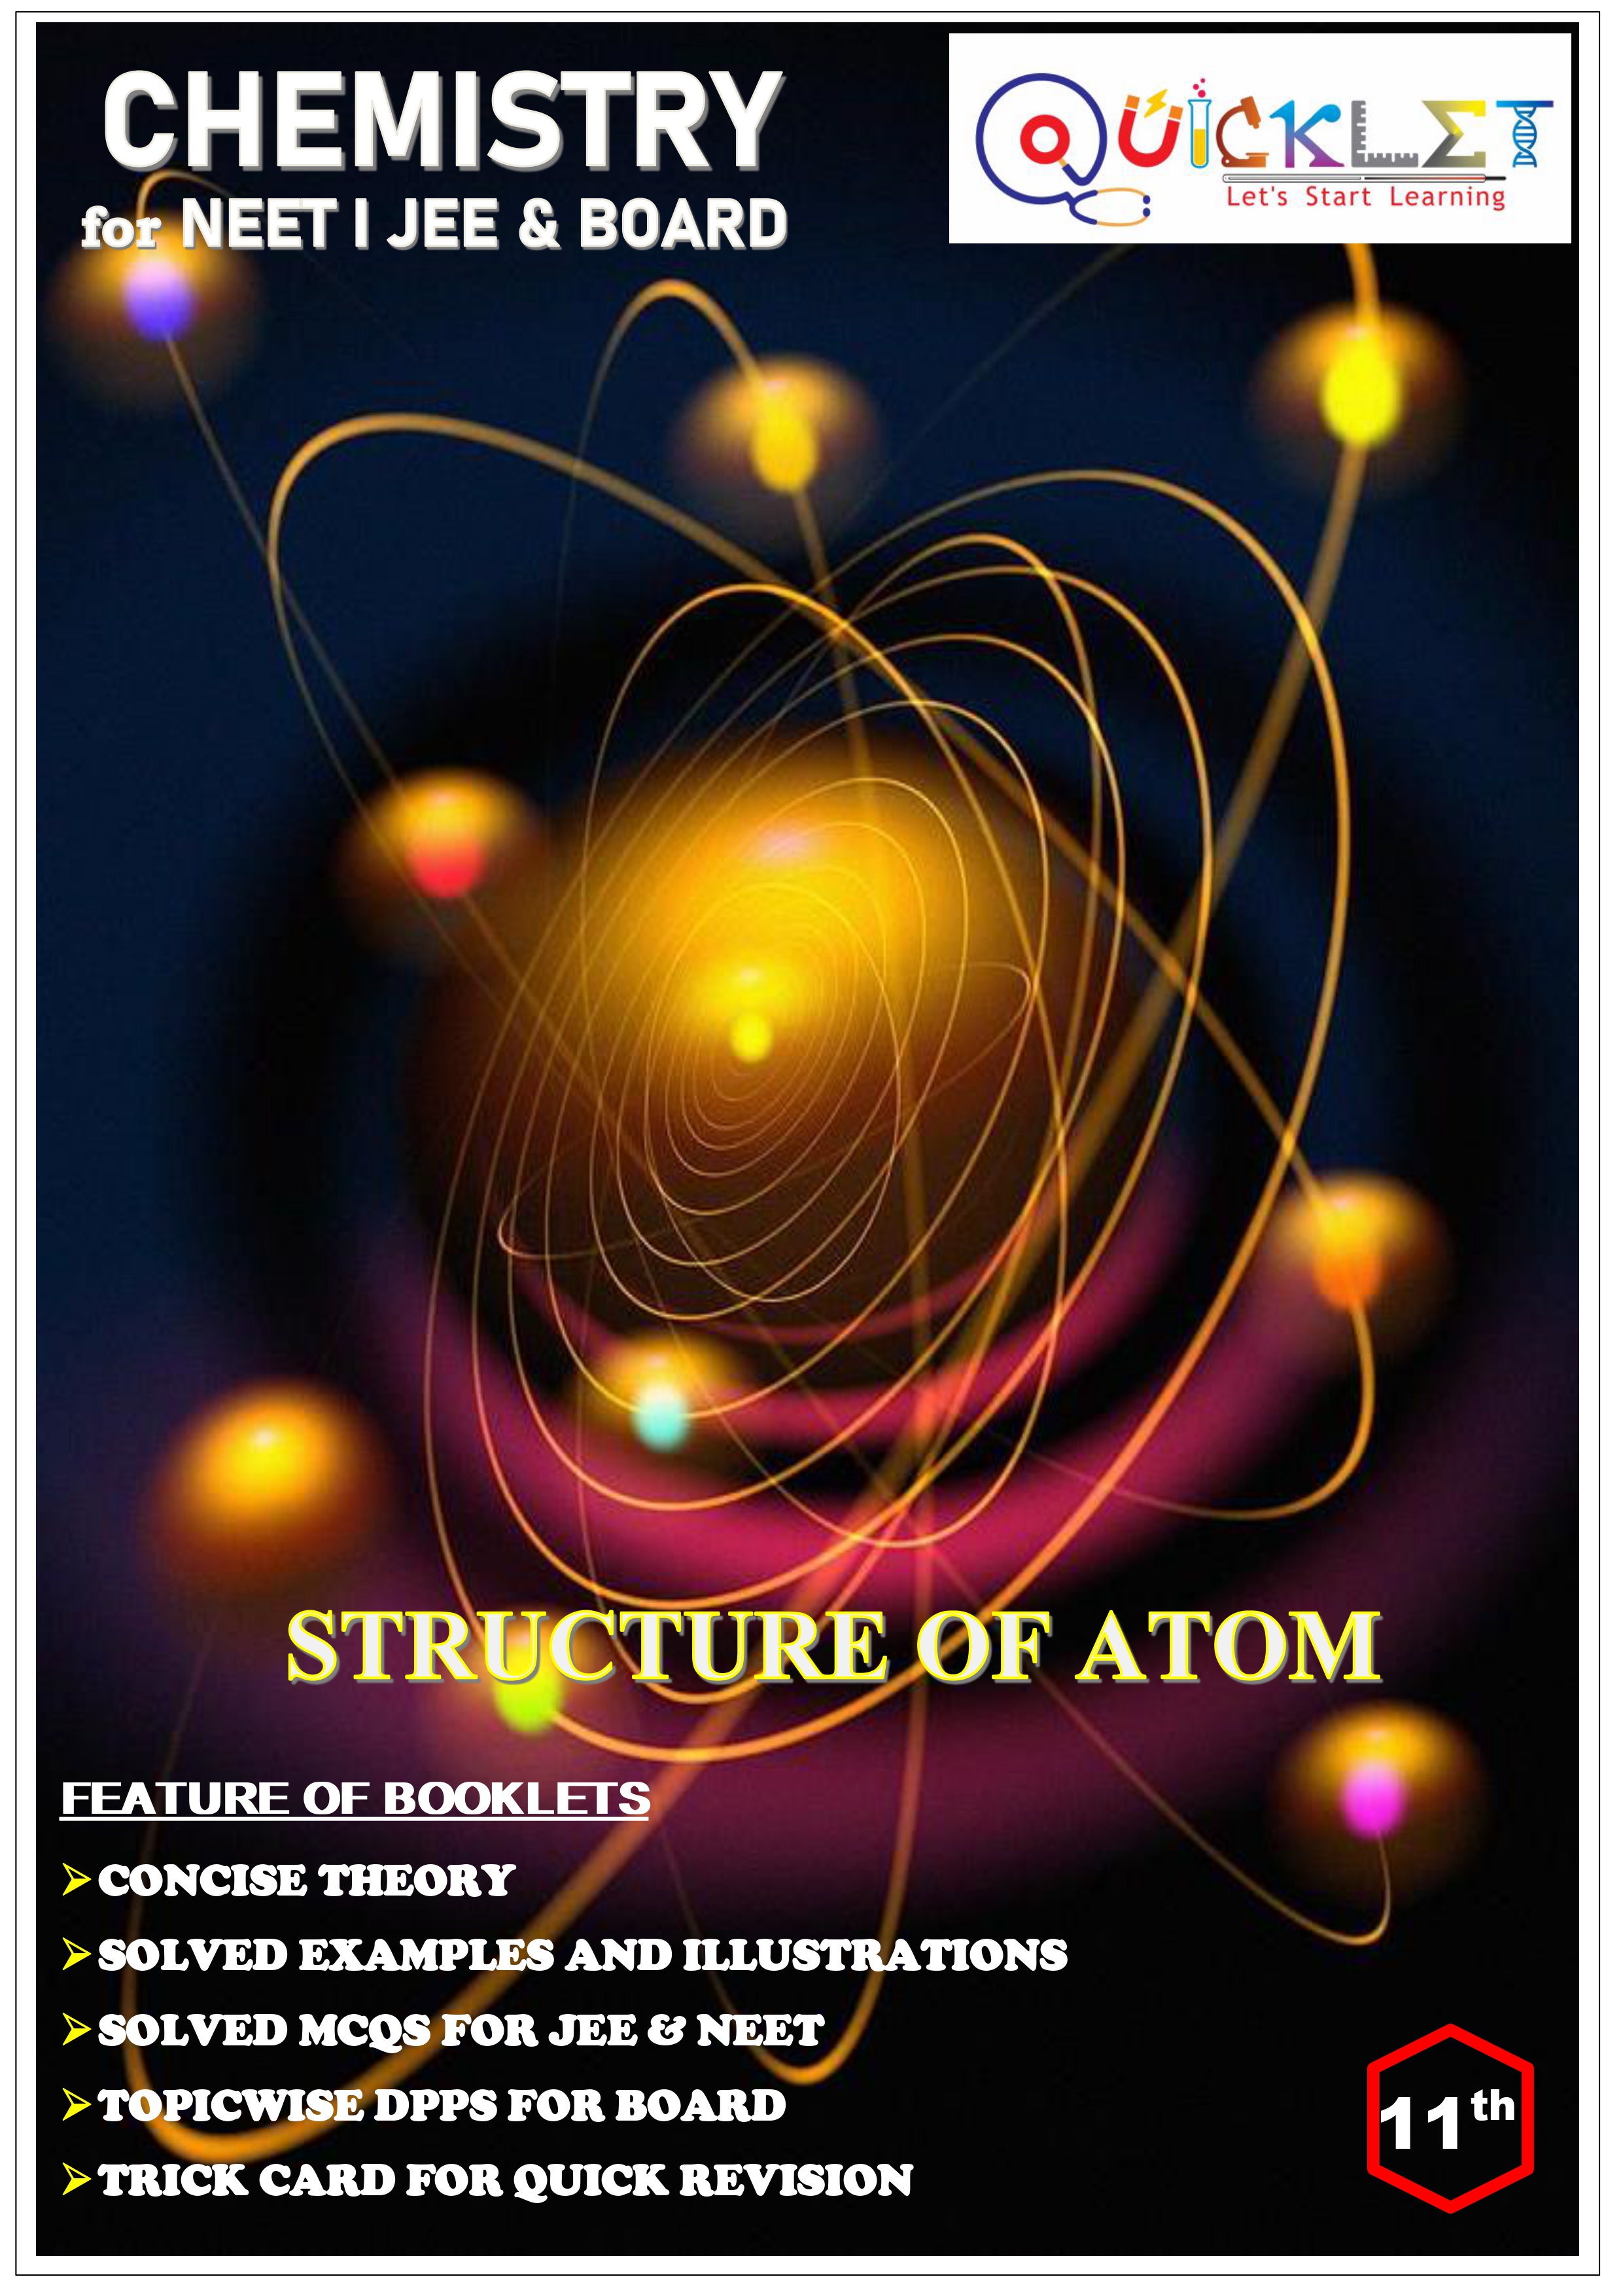 CHEMISTRY
for NEET I JEE & BOARD
QUICKLET
Let's Start Learning
STRUCTURE OF ATOM
FEATURE OF BOOKLETS
CONCISE THEORY
SOLVED EXAMPLES AND ILLUSTRATIONS
SOLVED MCQS FOR JEE & NEET
TOPICWISE DPPS FOR BOARD
TRICK CARD FOR QUICK REVISION
11th